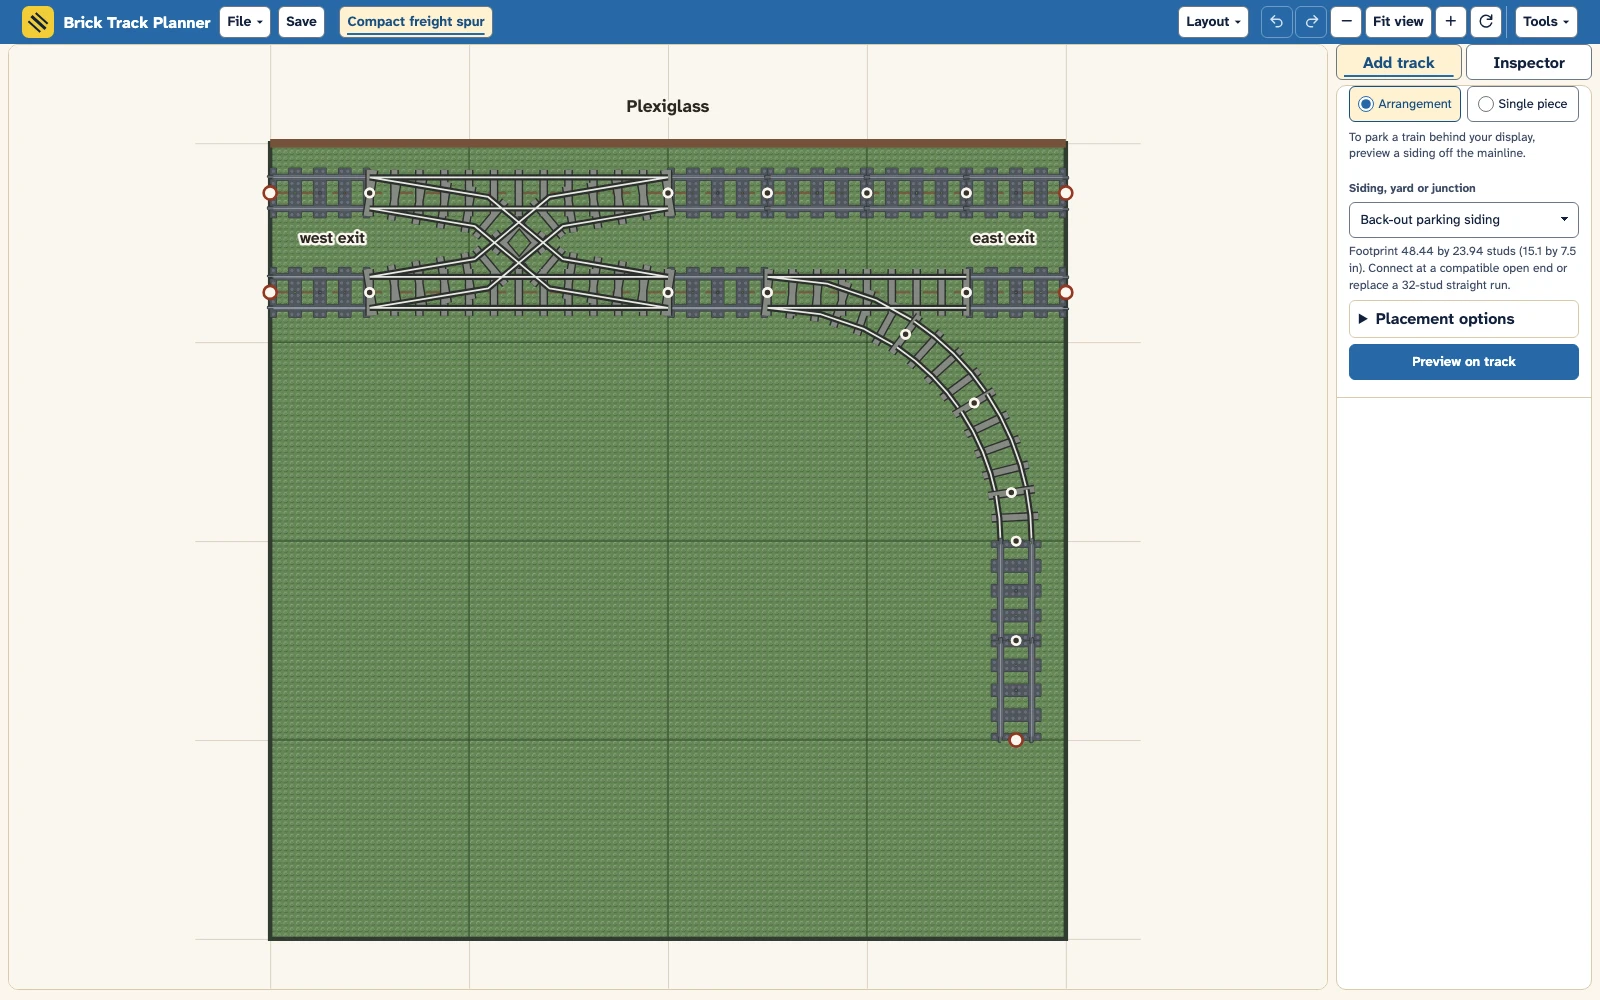 Brick Track Planner
File
Save
Compact freight spur
Layout
Fit view
Tools
Add track
Inspector
Arrangement
Single piece
To park a train behind your display,
preview a siding off the mainline.
Siding, yard or junction
Back-out parking siding
Footprint 48.44 by 23.94 studs (15.1 by 7.5
in). Connect at a compatible open end or
replace a 32-stud straight run.
Placement options
Preview on track
Plexiglass
west exit
east exit